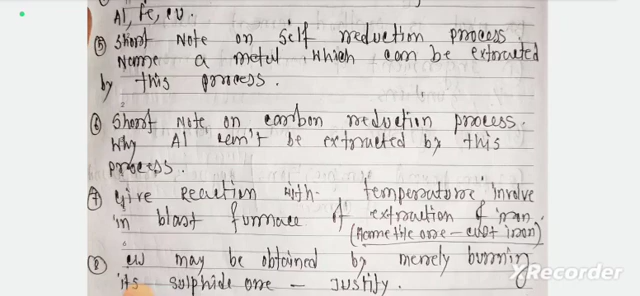 Al, Fe, Cu.
⑤ Short Note on Self reduction process.
Name a metal which can be extracted
by this process.
⑥ Short Note on carbon reduction process.
Why Al can't be extracted by this
process.
⑦ Give Reaction with temperature involve
in blast furnace of extraction of iron.
(Hematite ore - cast iron)
⑧ Cu may be obtained by merely burning
its sulphide ore - Justify.
XRecorder